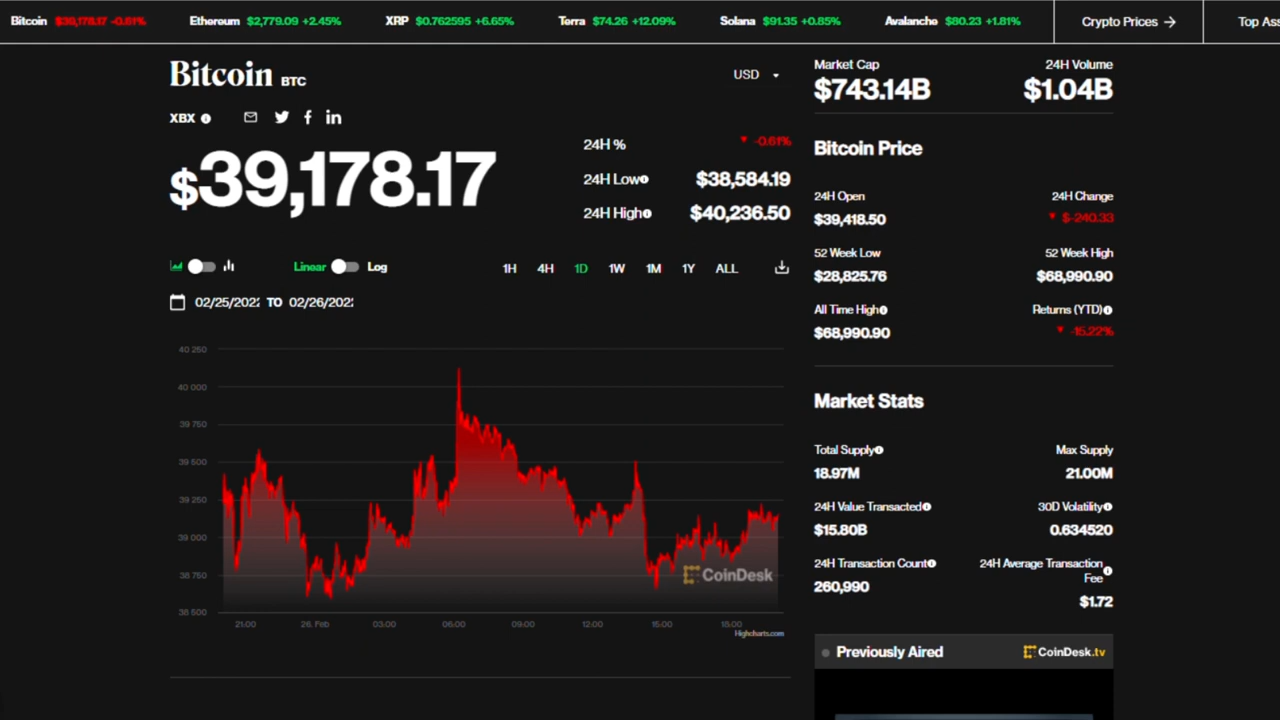 Bitcoin $39,178.17 -0.61% Ethereum $2,779.09 +2.45% XRP $0.762595 +6.65% Terra $74.26 +12.09% Solana $91.35 +0.85% Avalanche $80.23 +1.81% Crypto Prices → Top Ass
Bitcoin BTC
USD
XBX
$39,178.17
24H % -0.61%
24H Low $38,584.19
24H High $40,236.50
Linear Log
1H 4H 1D 1W 1M 1Y ALL
02/25/2022 TO 02/26/2022
40 250
40 000
39 750
39 500
39 250
39 000
38 750
38 500
CoinDesk
21:00 26. Feb 03:00 06:00 09:00 12:00 15:00 18:00
Highcharts.com
Market Cap 24H Volume
$743.14B $1.04B
Bitcoin Price
24H Open 24H Change
$39,418.50 $-240.33
52 Week Low 52 Week High
$28,825.76 $68,990.90
All Time High Returns (YTD)
$68,990.90 -15.22%
Market Stats
Total Supply Max Supply
18.97M 21.00M
24H Value Transacted 30D Volatility
$15.80B 0.634520
24H Transaction Count 24H Average Transaction
Fee
260,990
$1.72
Previously Aired CoinDesk.tv